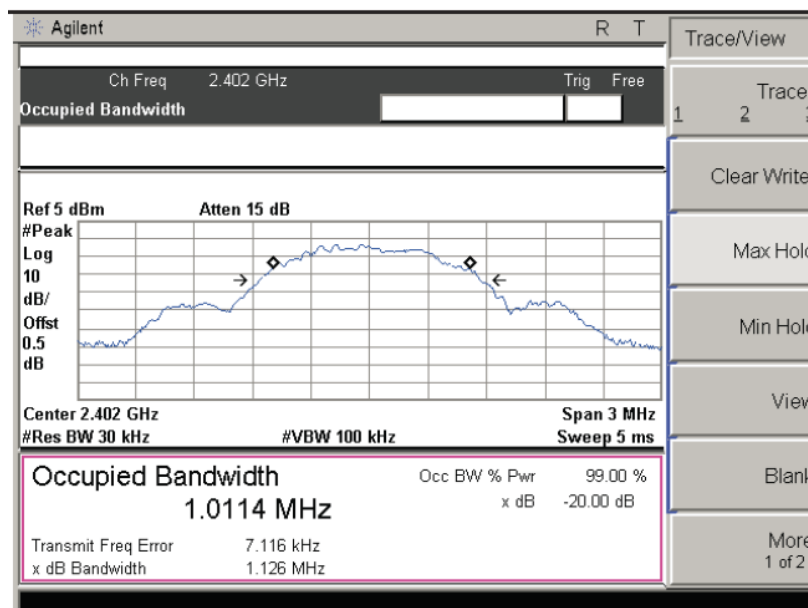 Agilent
R T
Ch Freq 2.402 GHz Trig Free
Occupied Bandwidth
Ref 5 dBm Atten 15 dB
#Peak
Log
10
dB/
Offst
0.5
dB
Center 2.402 GHz Span 3 MHz
#Res BW 30 kHz #VBW 100 kHz Sweep 5 ms
Occupied Bandwidth
1.0114 MHz
Occ BW % Pwr 99.00 %
x dB -20.00 dB
Transmit Freq Error 7.116 kHz
x dB Bandwidth 1.126 MHz
Trace/View
Trace
1 2
Clear Write
Max Hold
Min Hold
View
Blank
More
1 of 2